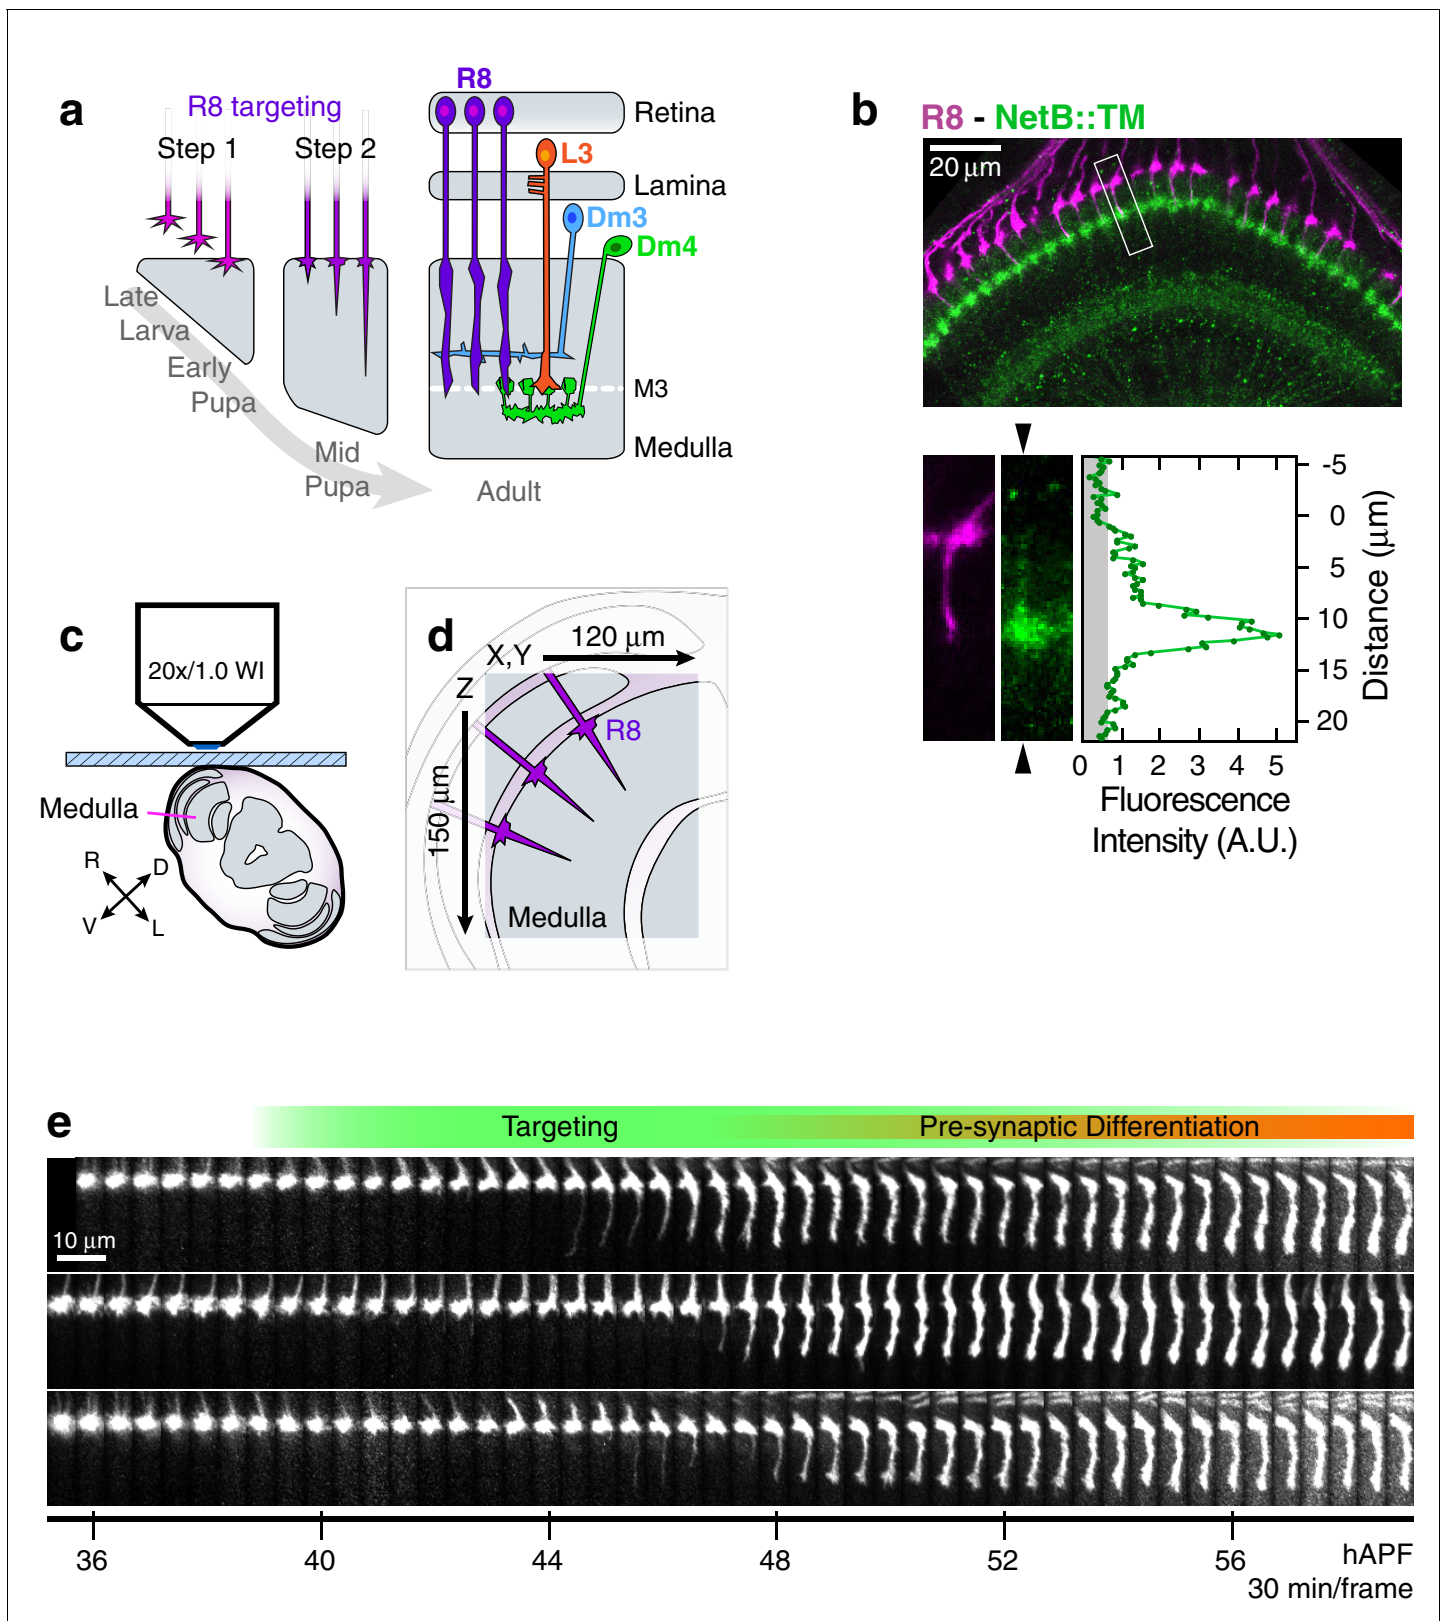 a
R8 targeting
Step 1
Step 2
Late
Larva
Early
Pupa
Mid
Pupa
Adult
R8
Retina
L3
Lamina
Dm3
Dm4
M3
Medulla
b
R8 - NetB::TM
20 μm
-5
0
5
10
15
20
Distance (μm)
0 1 2 3 4 5
Fluorescence
Intensity (A.U.)
c
20x/1.0 WI
Medulla
R
D
V
L
d
120 μm
X,Y
Z
R8
150 μm
Medulla
e
Targeting
Pre-synaptic Differentiation
10 μm
36 40 44 48 52 56 hAPF
30 min/frame